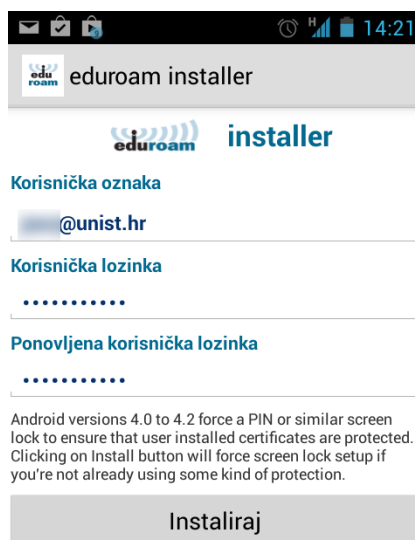 H 14:21
edu
roam eduroam installer
eduroam installer
Korisnička oznaka
@unist.hr
Korisnička lozinka
•••••••••••
Ponovljena korisnička lozinka
•••••••••••
Android versions 4.0 to 4.2 force a PIN or similar screen
lock to ensure that user installed certificates are protected.
Clicking on Install button will force screen lock setup if
you're not already using some kind of protection.
Instaliraj